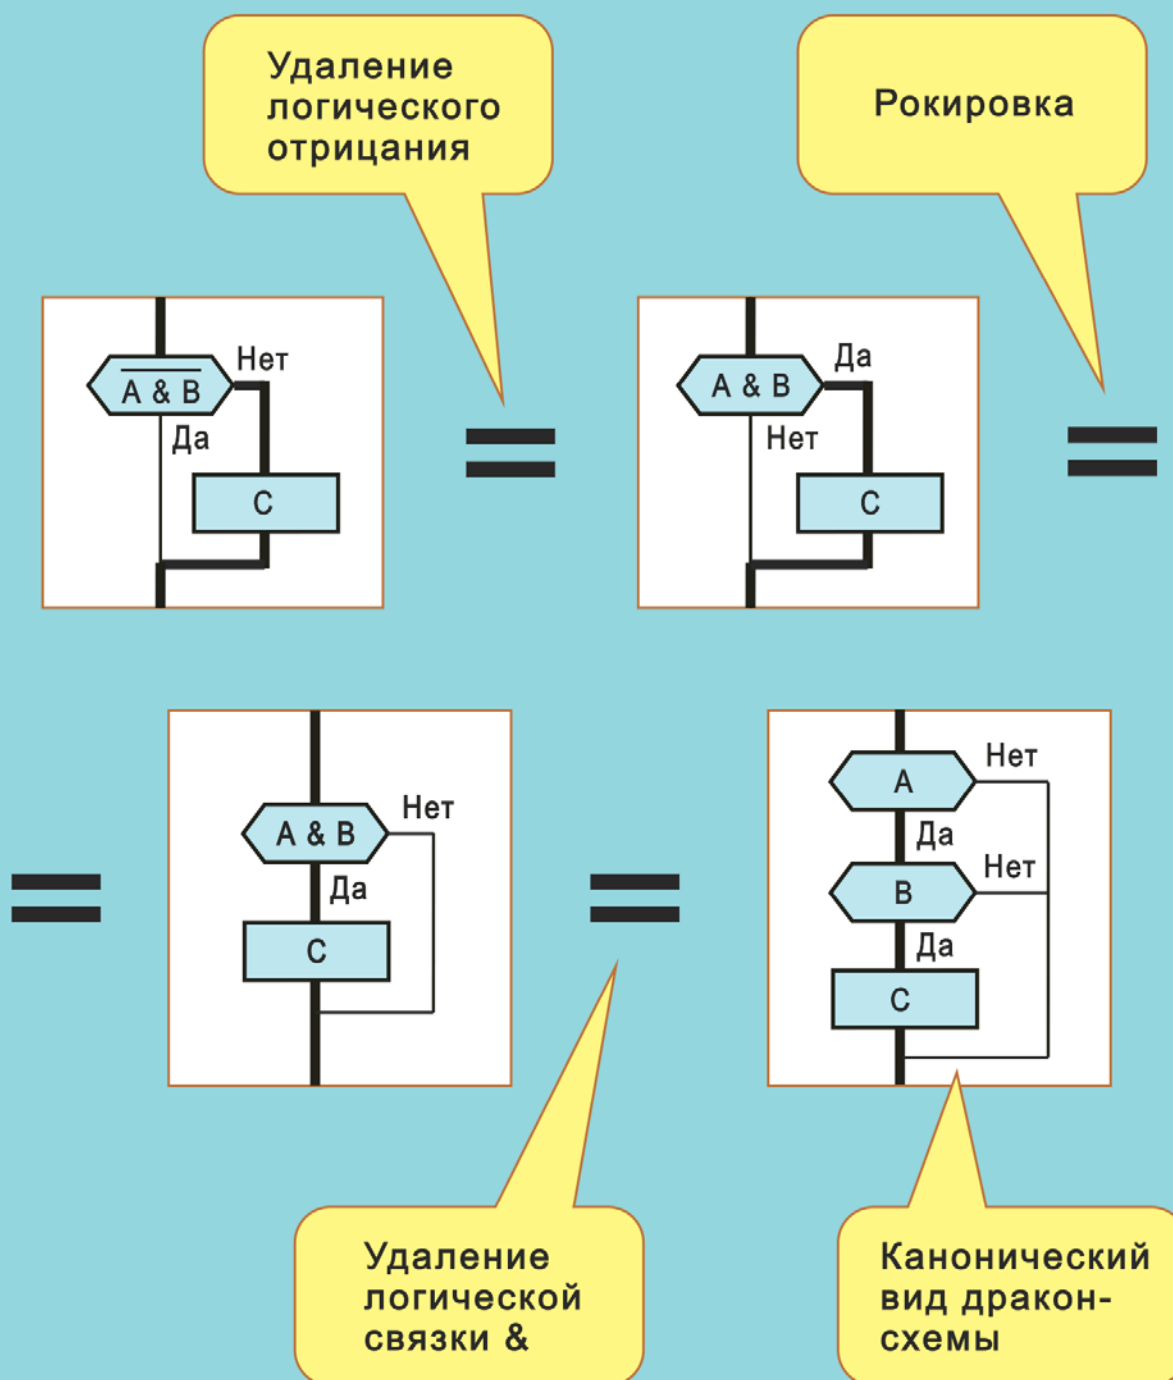 Удаление
логического
отрицания
Рокировка
A & B
Нет
Да
C
A & B
Да
Нет
C
A & B
Нет
Да
C
A
Нет
Да
B
Нет
Да
C
Удаление
логической
связки &
Канонический
вид дракон-
схемы